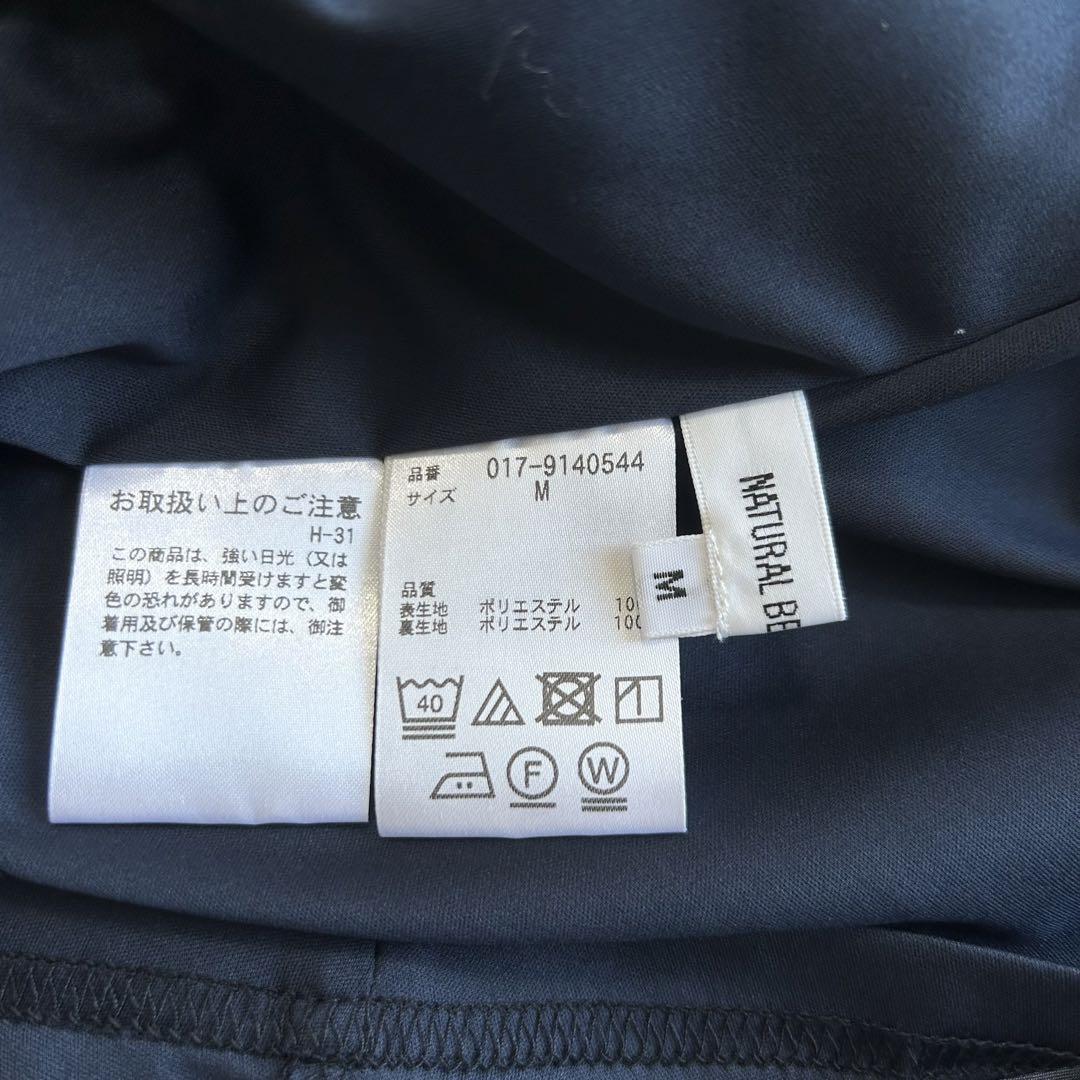 お取扱い上のご注意
H-31
この商品は、強い日光（又は
照明）を長時間受けますと変
色の恐れがありますので、御
着用及び保管の際には、御注
意下さい。
品番 017-9140544
サイズ M
品質
表生地 ポリエステル
裏生地 ポリエステル
40
F
W
M
NATURAL